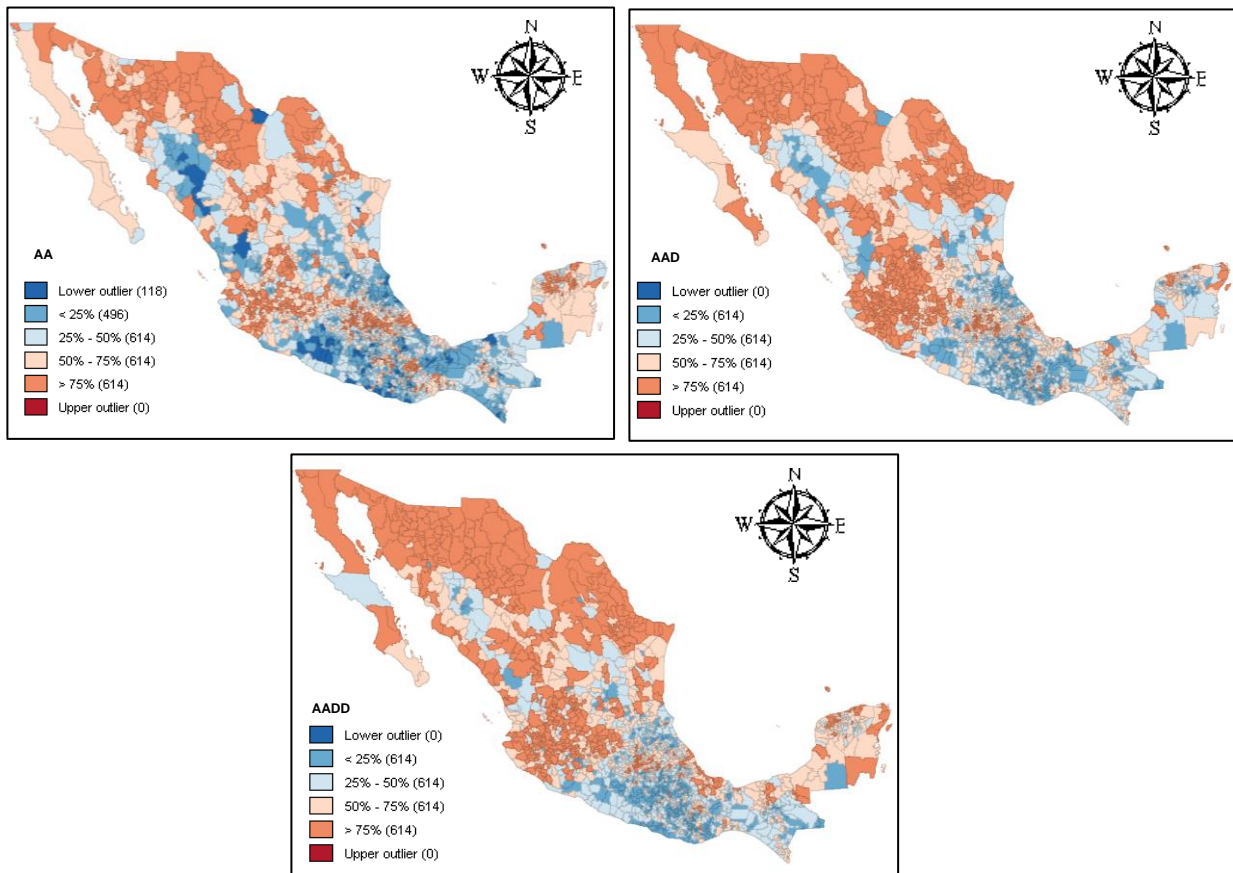 N
W E
S
AA
Lower outlier (118)
< 25% (496)
25% - 50% (614)
50% - 75% (614)
> 75% (614)
Upper outlier (0)
N
W E
S
AAD
Lower outlier (0)
< 25% (614)
25% - 50% (614)
50% - 75% (614)
> 75% (614)
Upper outlier (0)
N
W E
S
AADD
Lower outlier (0)
< 25% (614)
25% - 50% (614)
50% - 75% (614)
> 75% (614)
Upper outlier (0)